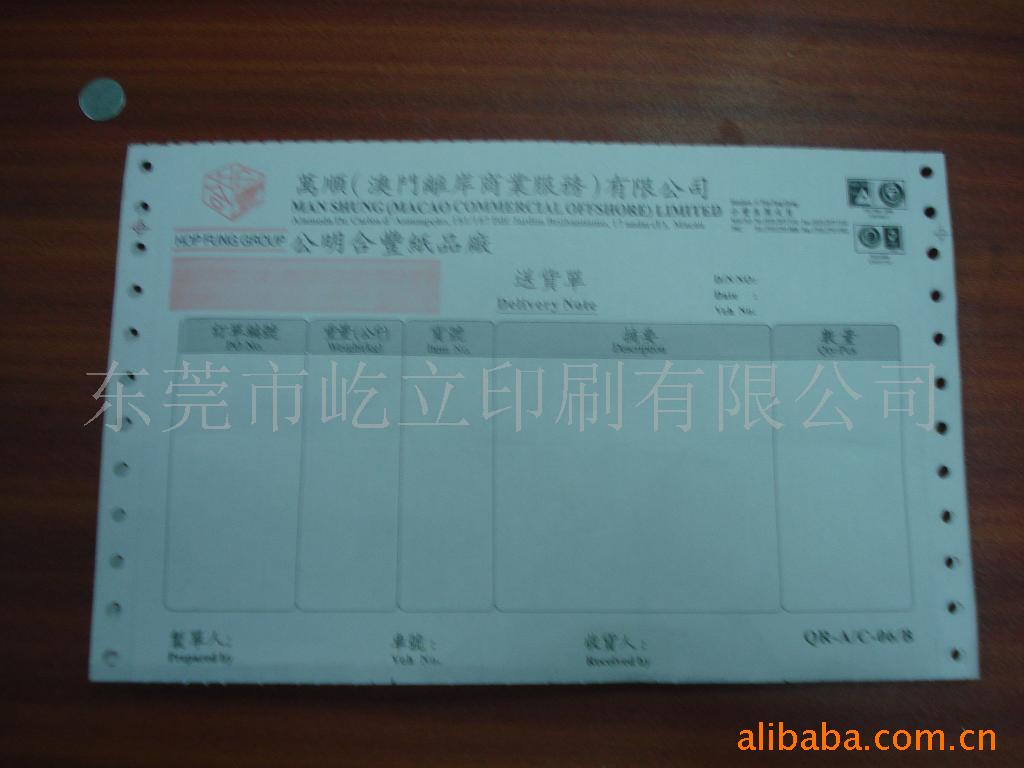 萬順(澳門離岸商業服務)有限公司
MAN SHUNG (MACAO COMMERCIAL OFFSHORE) LIMITED
HOP FUNG GROUP
公明合豐紙品廠
送貨單
Delivery Note
D/N NO:
Date :
Veh. No.
訂單編號 重量(公斤) 貨號 摘要 數量
PO No. Weight(kg) Item No. Description Qty-Pcs
东莞市屹立印刷有限公司
製單人: 車號: 收貨人:
Prepared by Veh. No. Received by
QR-A/C-06/B
alibaba.com.cn